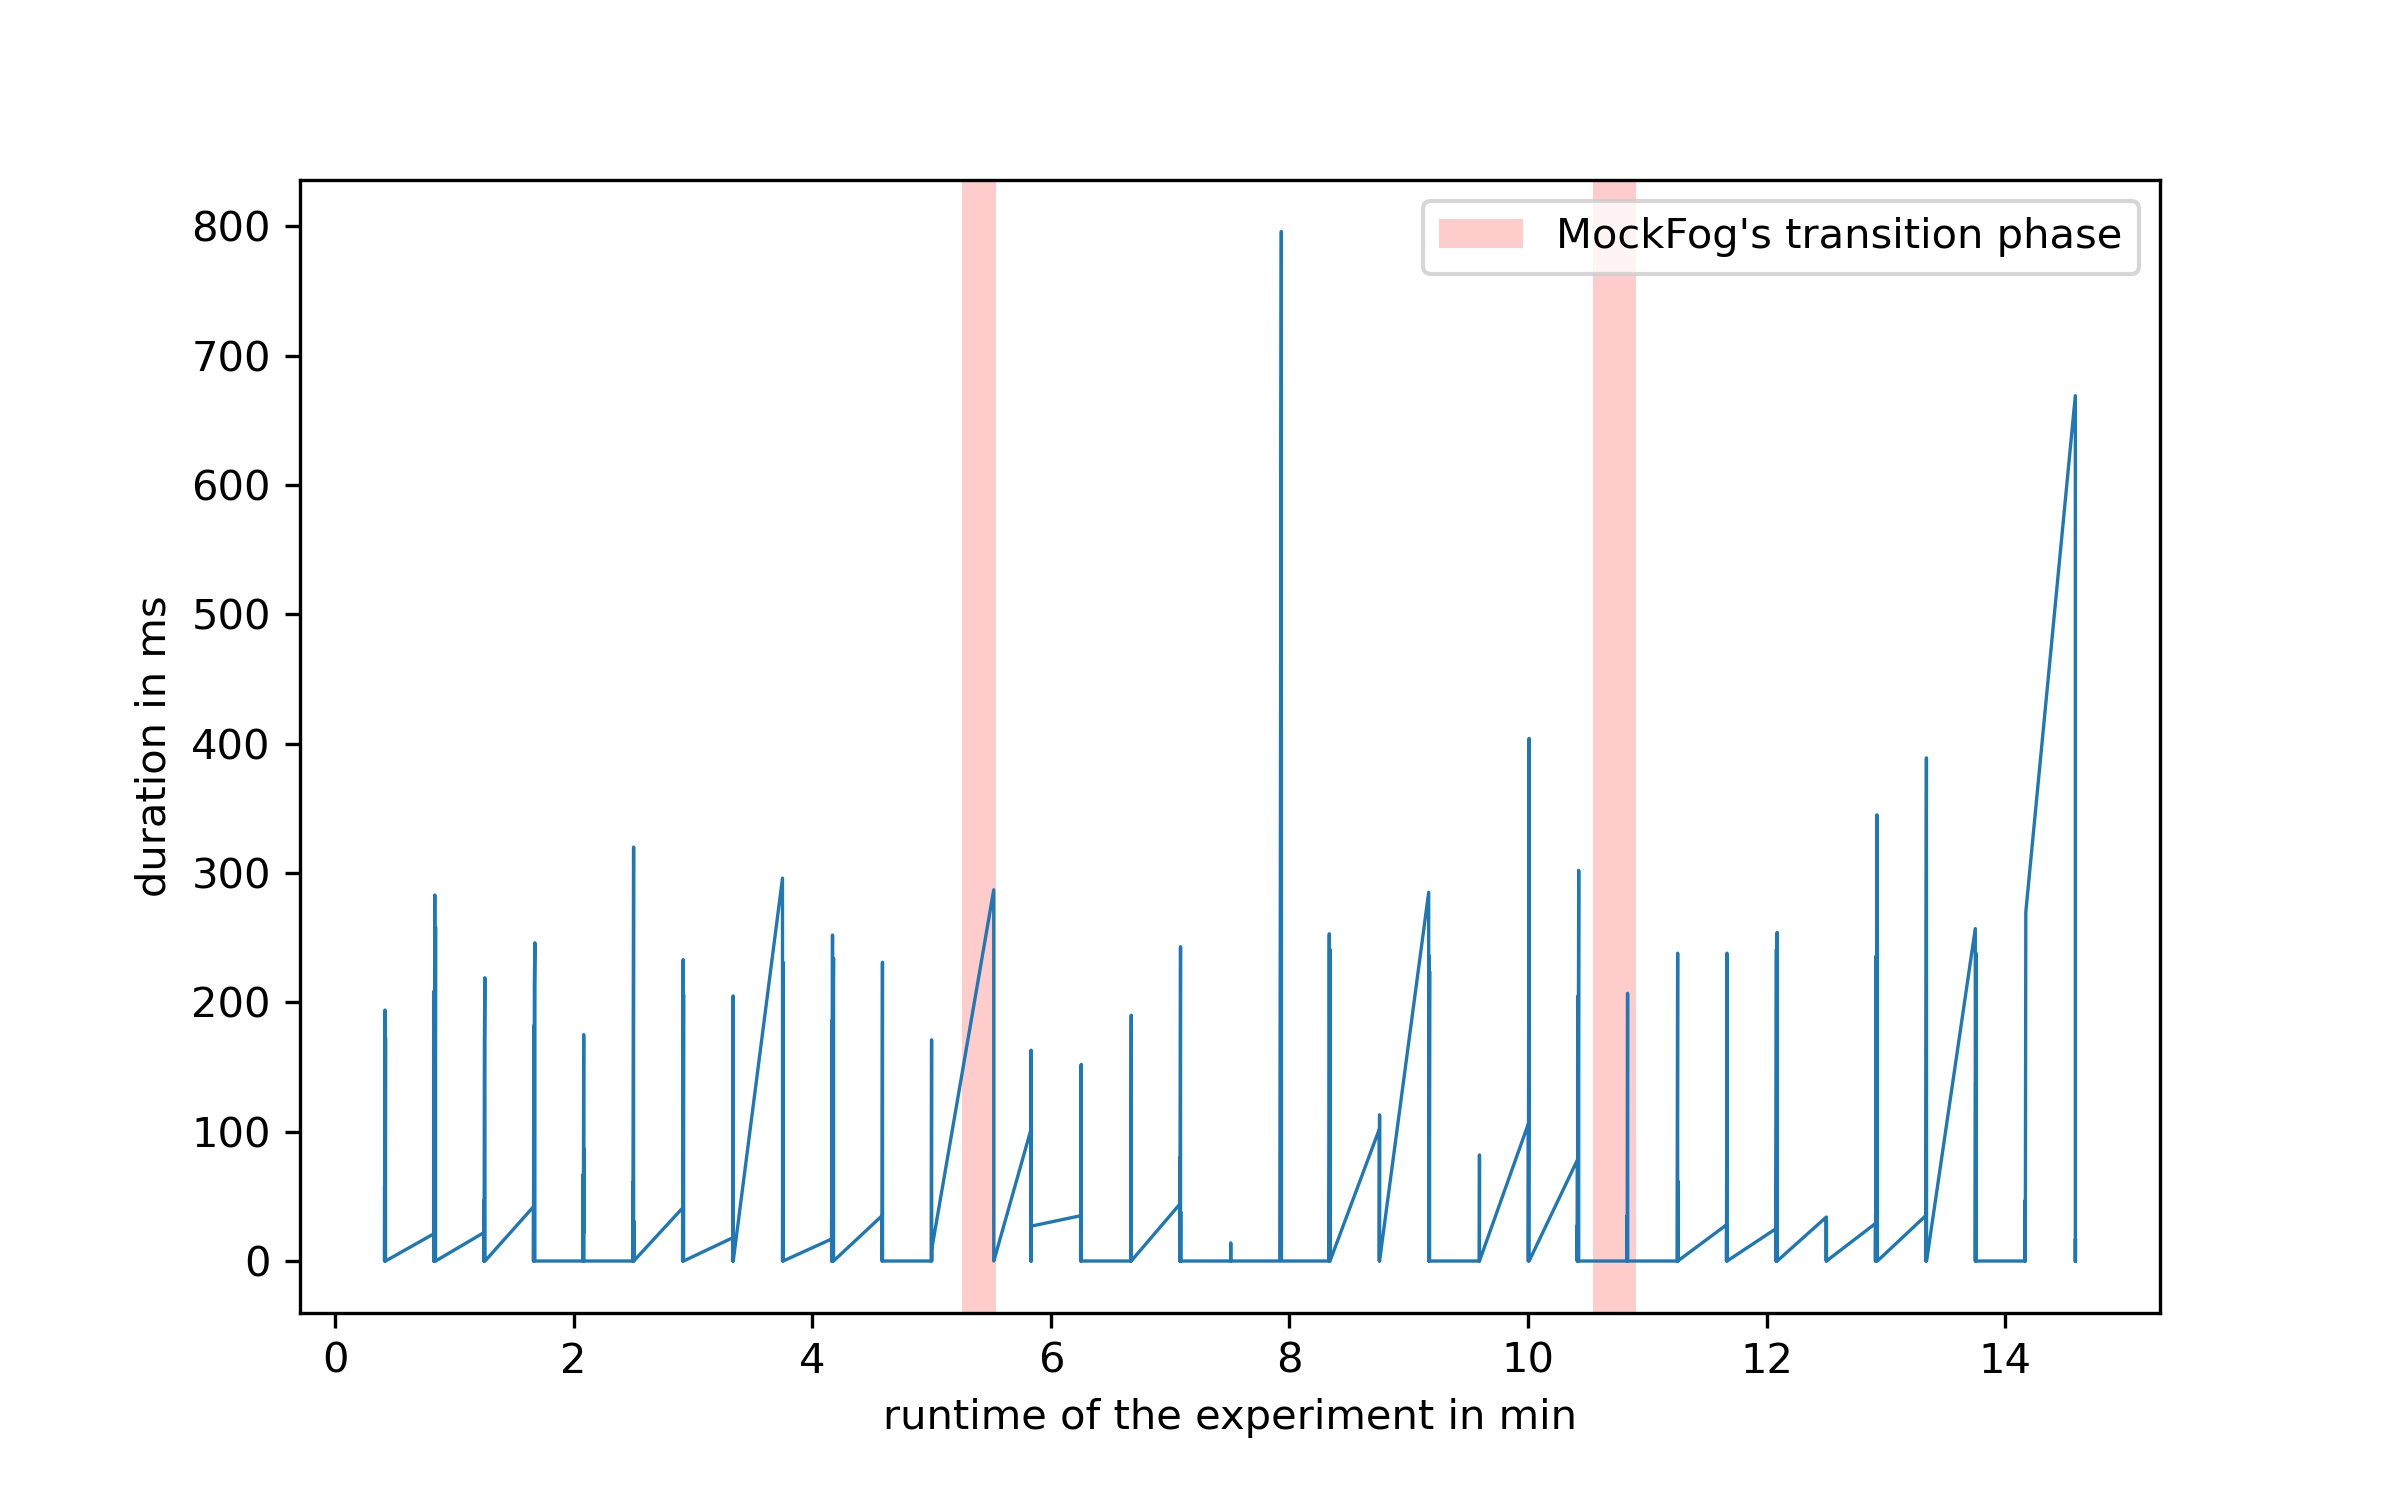 MockFog's transition phase
800
700
600
500
400
300
200
100
0
duration in ms
0 2 4 6 8 10 12 14
runtime of the experiment in min